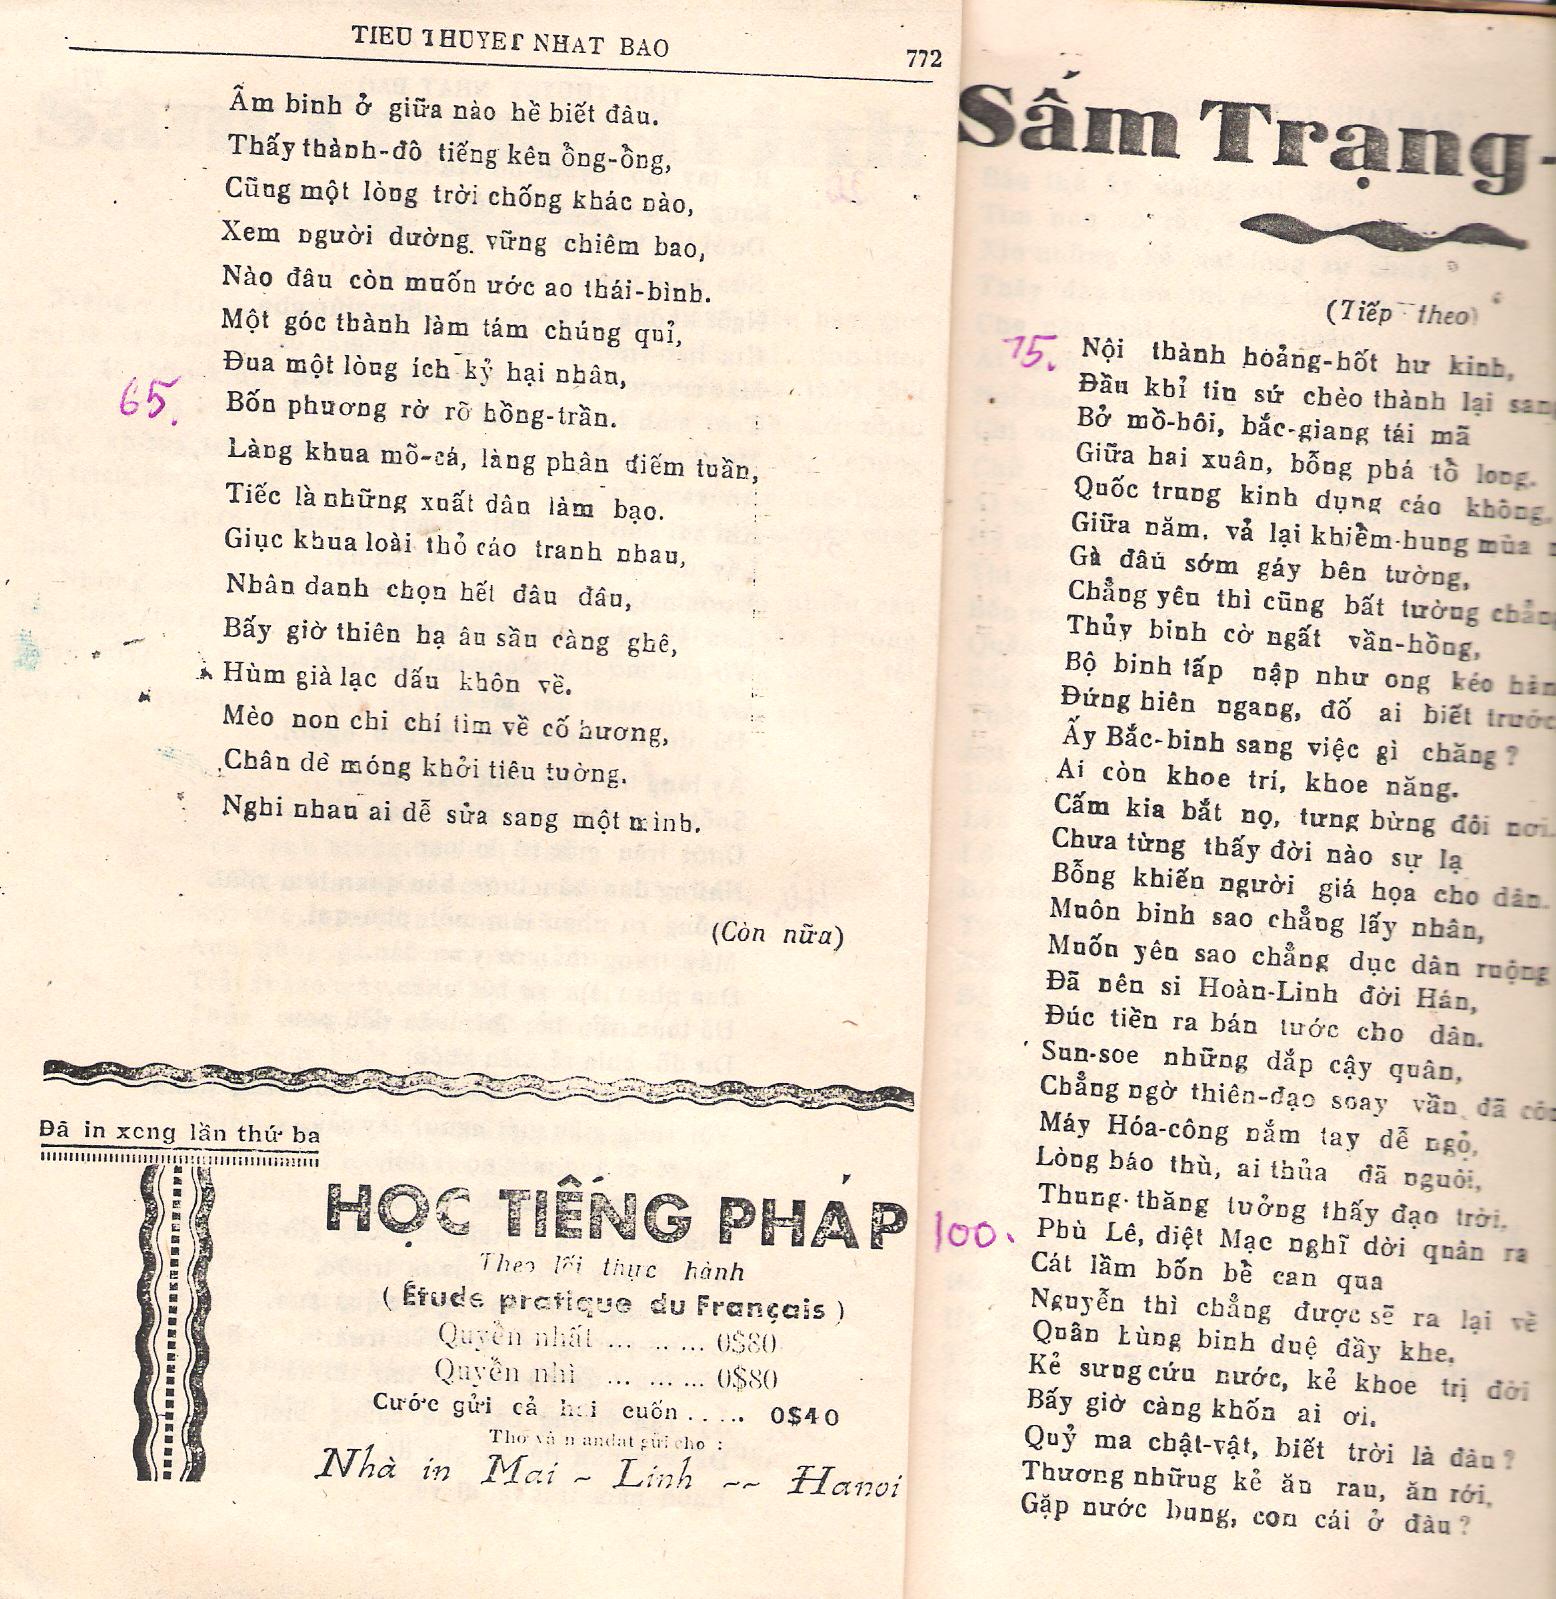 TIEU THUYET NHAT BAO
772
Ẫm binh ở giữa nào hề biết đâu.
Thấy thành-đô tiếng kên ồng-ồng,
Cũng một lòng trời chống khác nào,
Xem người dường vững chiêm bao,
Nào đâu còn muốn ước ao thái-bình.
Một góc thành làm tám chúng quỉ,
Đua một lòng ích kỷ hại nhân,
65. Bốn phương rờ rỡ hồng-trần.
Làng khua mõ-cá, làng phân điếm tuần,
Tiếc là những xuất dân làm bạo.
Giục khua loài thỏ cáo tranh nhau,
Nhân danh chọn hết đâu đâu,
Bấy giờ thiên hạ âu sầu càng ghê,
Hùm già lạc dấu khôn về.
Mèo non chi chí tìm về cố hương,
Chân dê móng khởi tiêu tường.
Nghi nhau ai dễ sửa sang một mình.
(Còn nữa)
Đã in xong lần thứ ba
HỌC TIẾNG PHÁP
Theo lối thực hành
(Étude pratique du Français)
Quyển nhất ... ... ... 0$80
Quyển nhì ... ... ... 0$80
Cước gửi cả hai cuốn ..... 0$40
Thơ và mandat gửi cho :
Nhà in Mai - Linh -- Hanoi
Sấm Trạng-
(Tiếp theo)
75. Nội thành hoảng-hốt hư kinh,
Đầu khỉ tin sứ chèo thành lại sang
Bở mồ-hôi, bắc-giang tái mã
Giữa hai xuân, bỗng phá tồ long.
Quốc trung kinh dụng cáo không,
Giữa năm, vả lại khiềm-hung mùa
Gà đâu sớm gáy bên tường,
Chẳng yêu thì cũng bất tường chẳng
Thủy binh cờ ngất vần-hồng,
Bộ binh tấp nập như ong kéo hàn
Đứng hiên ngang, đố ai biết trước
Ấy Bắc-binh sang việc gì chăng ?
Ai còn khoe trí, khoe năng.
Cấm kia bắt nọ, tưng bừng đôi nơi.
Chưa từng thấy đời nào sự lạ
Bỗng khiến người giá họa cho dân.
Muôn binh sao chẳng lấy nhân,
Muốn yên sao chẳng dục dân ruộng
Đã nên si Hoàn-Linh đời Hán,
Đúc tiền ra bán tước cho dân.
Sun-soe những dắp cậy quân,
Chẳng ngờ thiên-đạo soay vần đã côn
Máy Hóa-công nắm tay dễ ngỏ,
Lòng báo thù, ai thủa đã nguôi,
Thung-thăng tưởng thấy đạo trời.
100. Phù Lê, diệt Mạc nghĩ dời quân ra
Cát lầm bốn bề can qua
Nguyễn thì chẳng được sẽ ra lại về
Quân hùng binh duệ đầy khe,
Kẻ sưng cứu nước, kẻ khoe trị đời
Bấy giờ càng khốn ai ơi.
Quỷ ma chật-vật, biết trời là đâu ?
Thương những kẻ ăn rau, ăn rới,
Gặp nước bung, con cái ở đâu ?